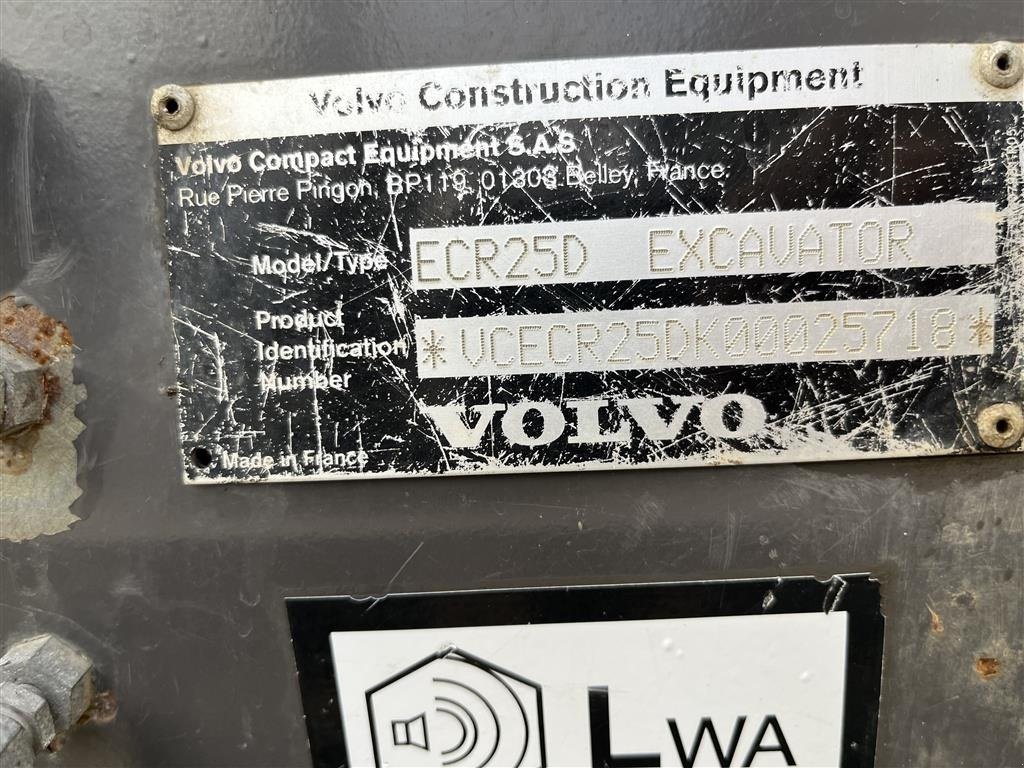 Volvo Construction Equipment
Volvo Compact Equipment S.A.S
Rue Pierre Pingon, BP119, 01303 Belley, France.
Model/Type ECR25D EXCAVATOR
Product
Identification *VCECR25DK00025718*
Number
VOLVO
Made in France
LWA